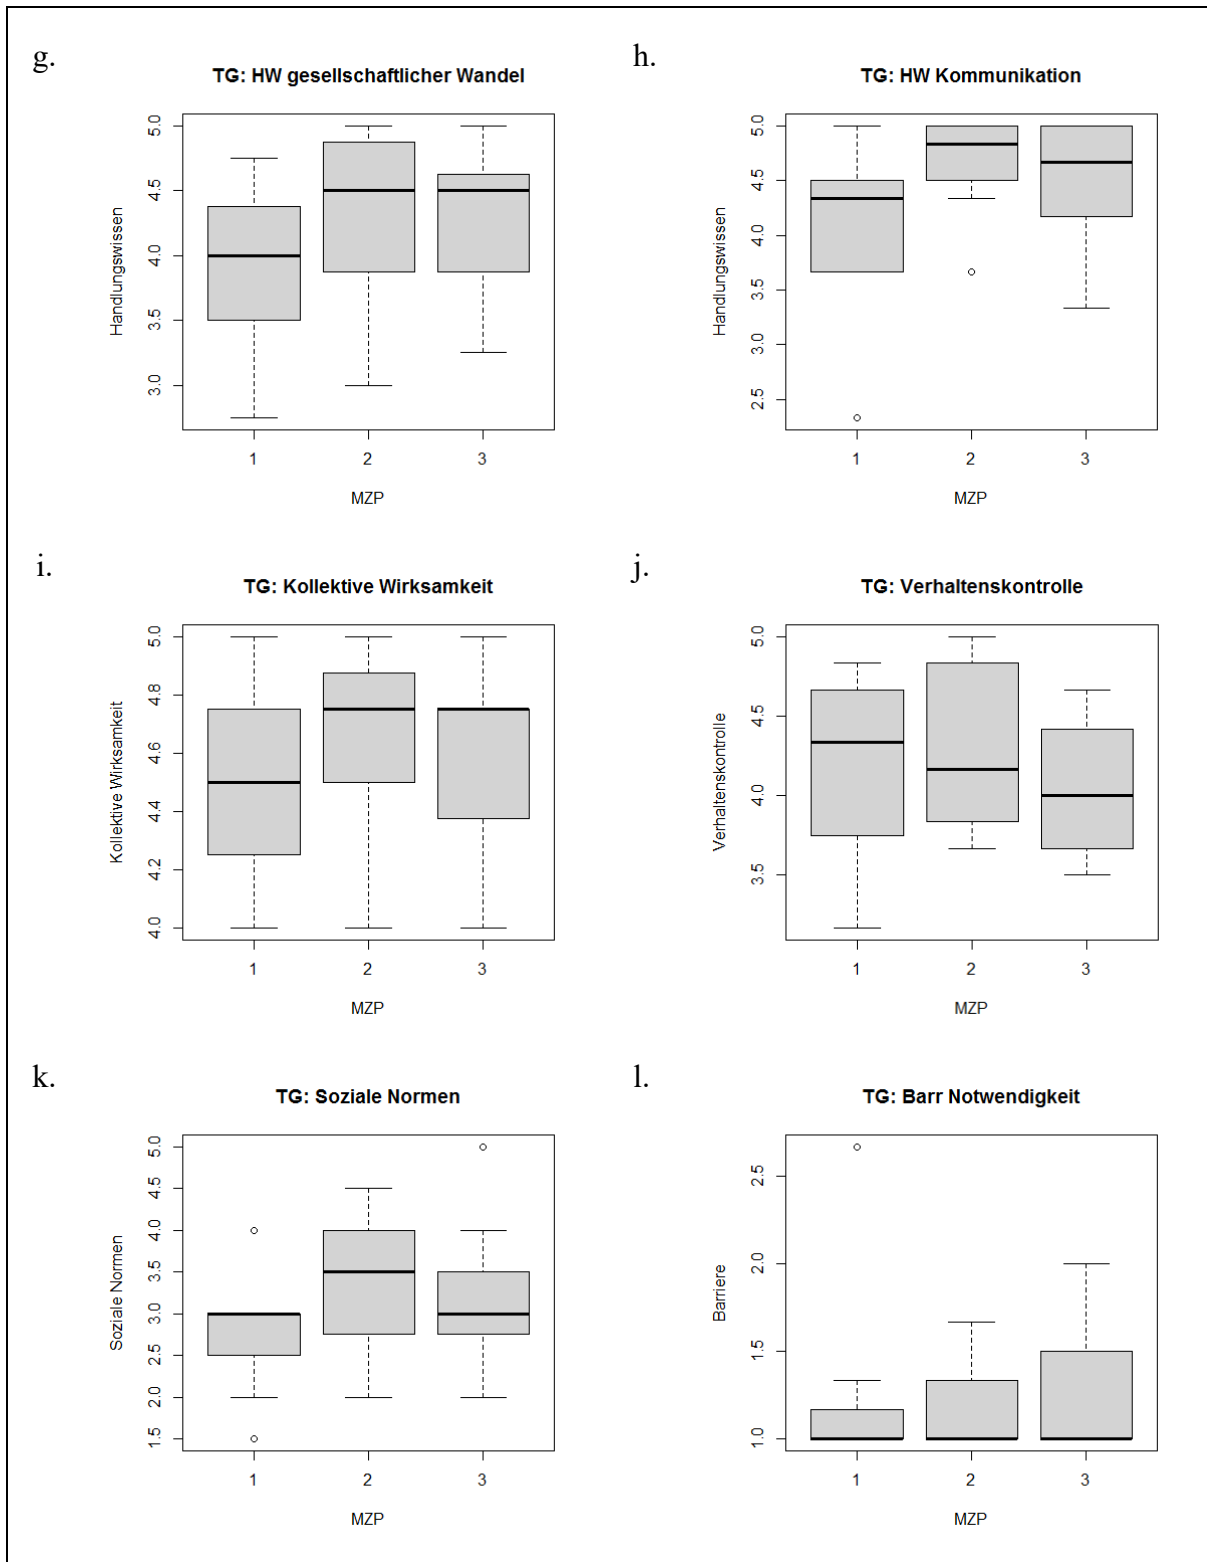 g.
TG: HW gesellschaftlicher Wandel
Handlungswissen
5.0
4.5
4.0
3.5
3.0
1 2 3
MZP
h.
TG: HW Kommunikation
Handlungswissen
5.0
4.5
4.0
3.5
3.0
2.5
1 2 3
MZP
i.
TG: Kollektive Wirksamkeit
Kollektive Wirksamkeit
5.0
4.8
4.6
4.4
4.2
4.0
1 2 3
MZP
j.
TG: Verhaltenskontrolle
Verhaltenskontrolle
5.0
4.5
4.0
3.5
1 2 3
MZP
k.
TG: Soziale Normen
Soziale Normen
5.0
4.5
4.0
3.5
3.0
2.5
2.0
1.5
1 2 3
MZP
l.
TG: Barr Notwendigkeit
Barriere
2.5
2.0
1.5
1.0
1 2 3
MZP